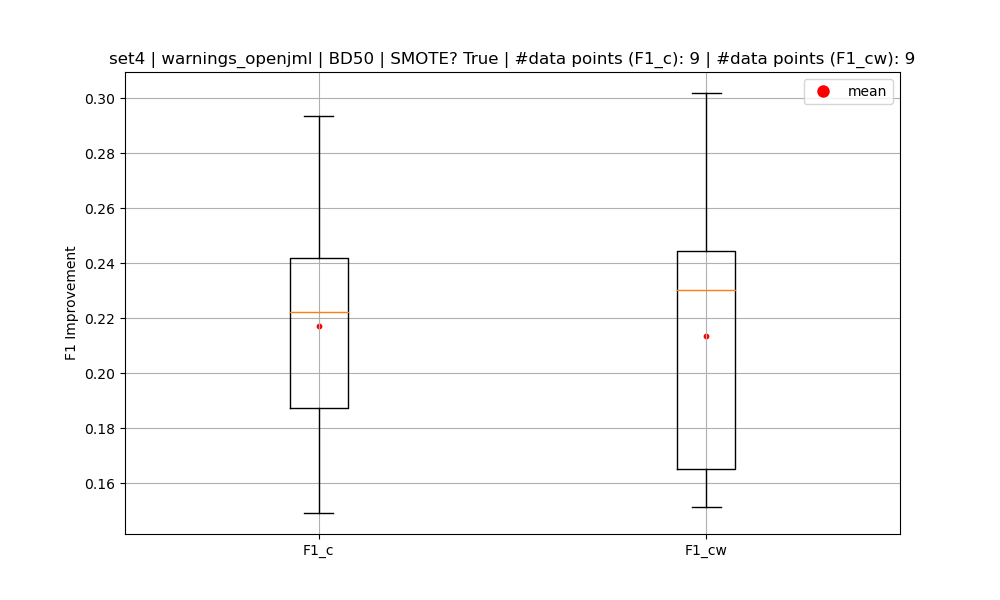 set4 | warnings_openjml | BD50 | SMOTE? True | #data points (F1_c): 9 | #data points (F1_cw): 9
mean
0.30
0.28
0.26
0.24
0.22
0.20
0.18
0.16
F1 Improvement
F1_c
F1_cw